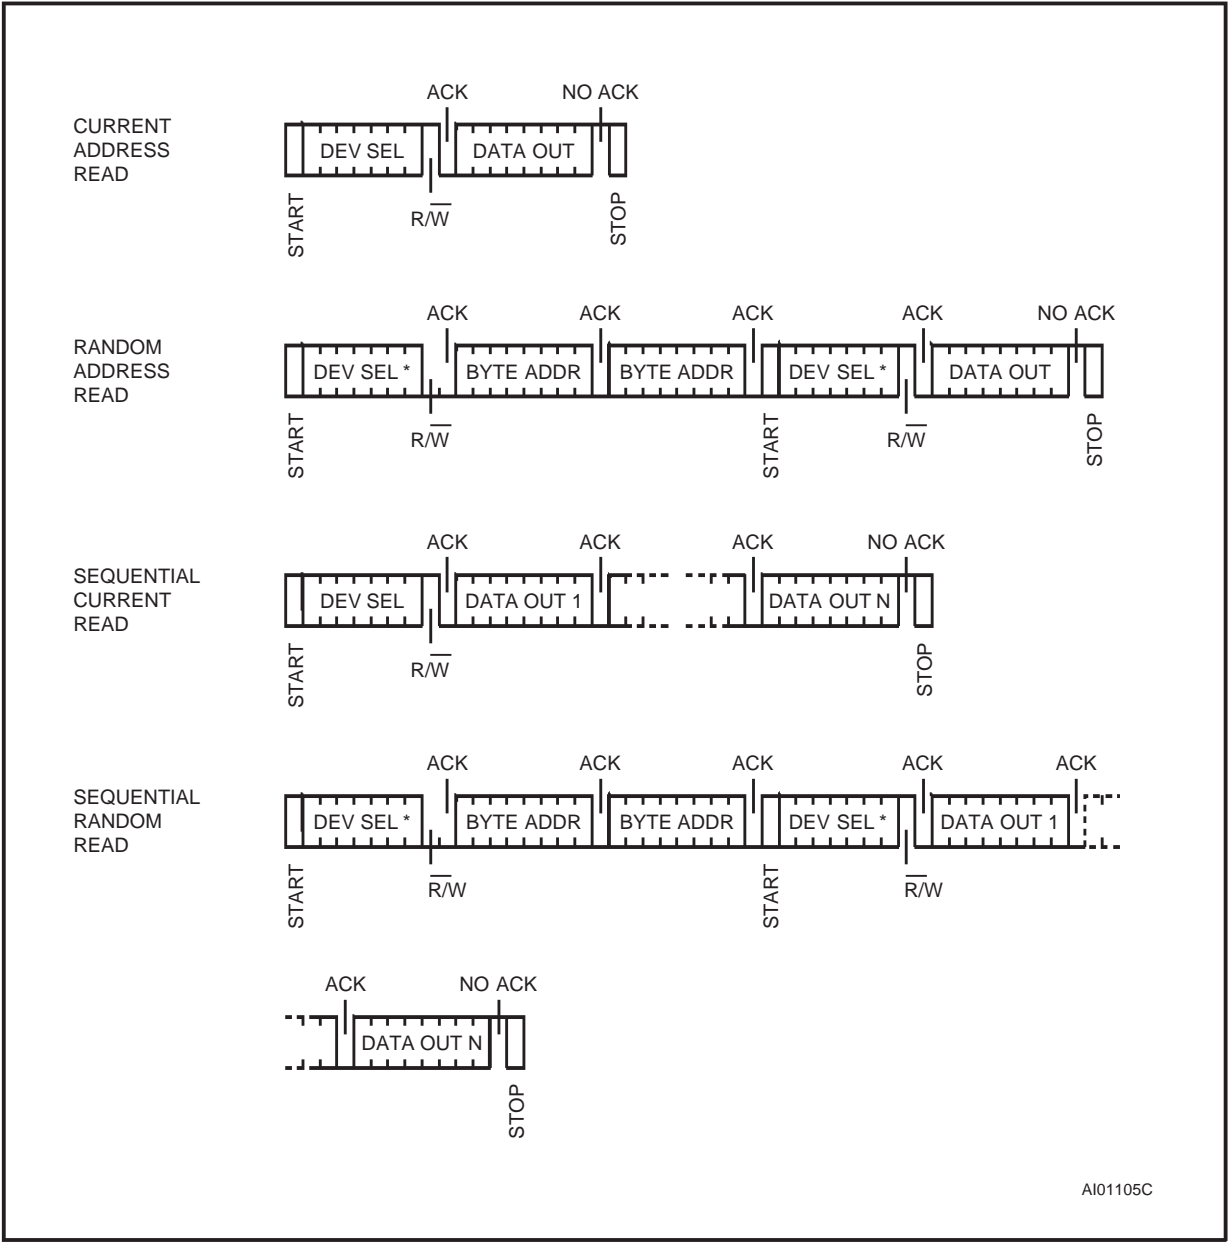 ACK NO ACK
CURRENT
ADDRESS
READ
DEV SEL DATA OUT
START R/W̅ STOP
ACK ACK ACK ACK NO ACK
RANDOM
ADDRESS
READ
DEV SEL * BYTE ADDR BYTE ADDR DEV SEL * DATA OUT
START R/W̅ START R/W̅ STOP
ACK ACK ACK NO ACK
SEQUENTIAL
CURRENT
READ
DEV SEL DATA OUT 1 DATA OUT N
START R/W̅ STOP
ACK ACK ACK ACK ACK
SEQUENTIAL
RANDOM
READ
DEV SEL * BYTE ADDR BYTE ADDR DEV SEL * DATA OUT 1
START R̅/W START R̅/W
ACK NO ACK
DATA OUT N
STOP
AI01105C